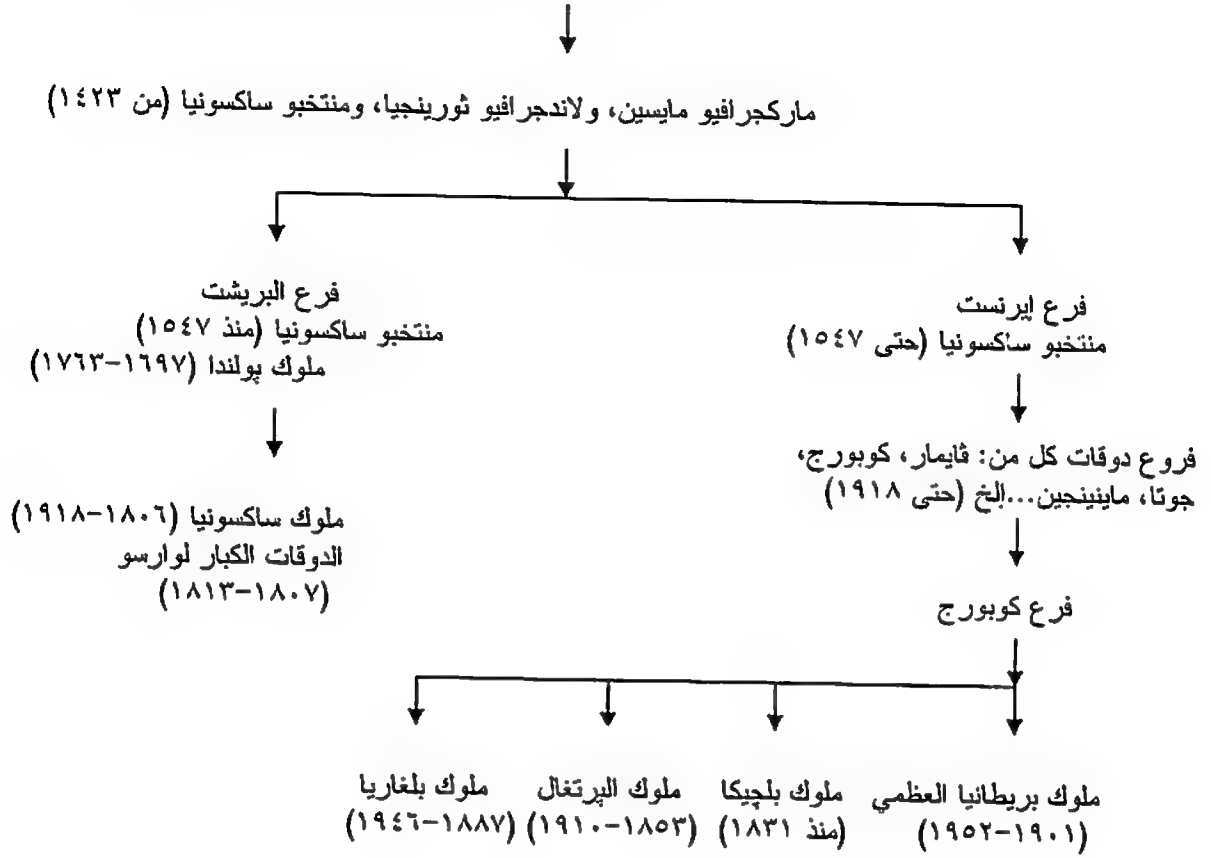 ماركجرافيو مايسين، ولاندجرافيو ثورينجيا، ومنتخبو ساكسونيا (من ١٤٢٣)
فرع إيرنست
منتخبو ساكسونيا (حتى ١٥٤٧)
فرع البريشت
منتخبو ساكسونيا (منذ ١٥٤٧)
ملوك پولندا (١٦٩٧-١٧٦٣)
فروع دوقات كل من: ڤايمار، كوبورج،
جوتا، ماينينجين...إلخ (حتى ١٩١٨)
ملوك ساكسونيا (١٨٠٦-١٩١٨)
الدوقات الكبار لوارسو
(١٨٠٧-١٨١٣)
فرع كوبورج
ملوك بريطانيا العظمي
(١٩٠١-١٩٥٢)
ملوك بلچيكا
(منذ ١٨٣١)
ملوك البرتغال
(١٨٥٣-١٩١٠)
ملوك بلغاريا
(١٨٨٧-١٩٤٦)